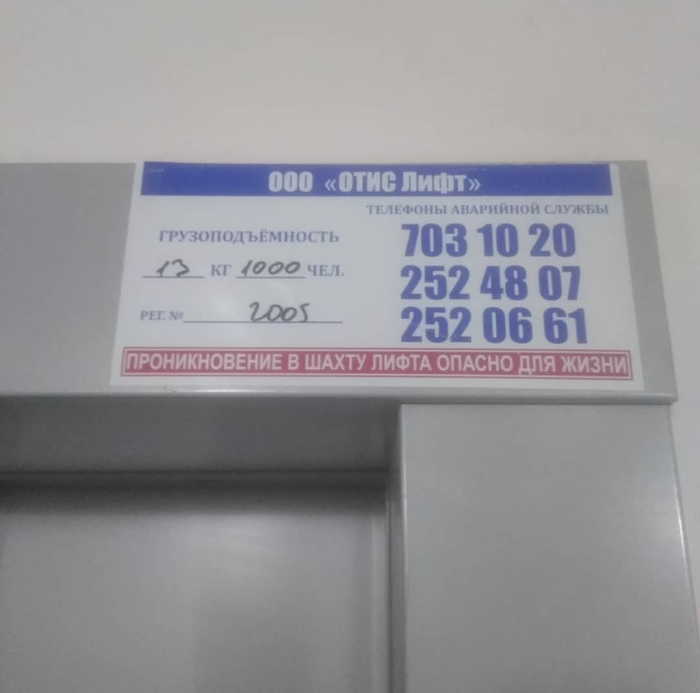 ООО «ОТИС Лифт»
ТЕЛЕФОНЫ АВАРИЙНОЙ СЛУЖБЫ
ГРУЗОПОДЪЁМНОСТЬ
13 КГ 1000 ЧЕЛ.
РЕГ. № 2005
703 10 20
252 48 07
252 06 61
ПРОНИКНОВЕНИЕ В ШАХТУ ЛИФТА ОПАСНО ДЛЯ ЖИЗНИ